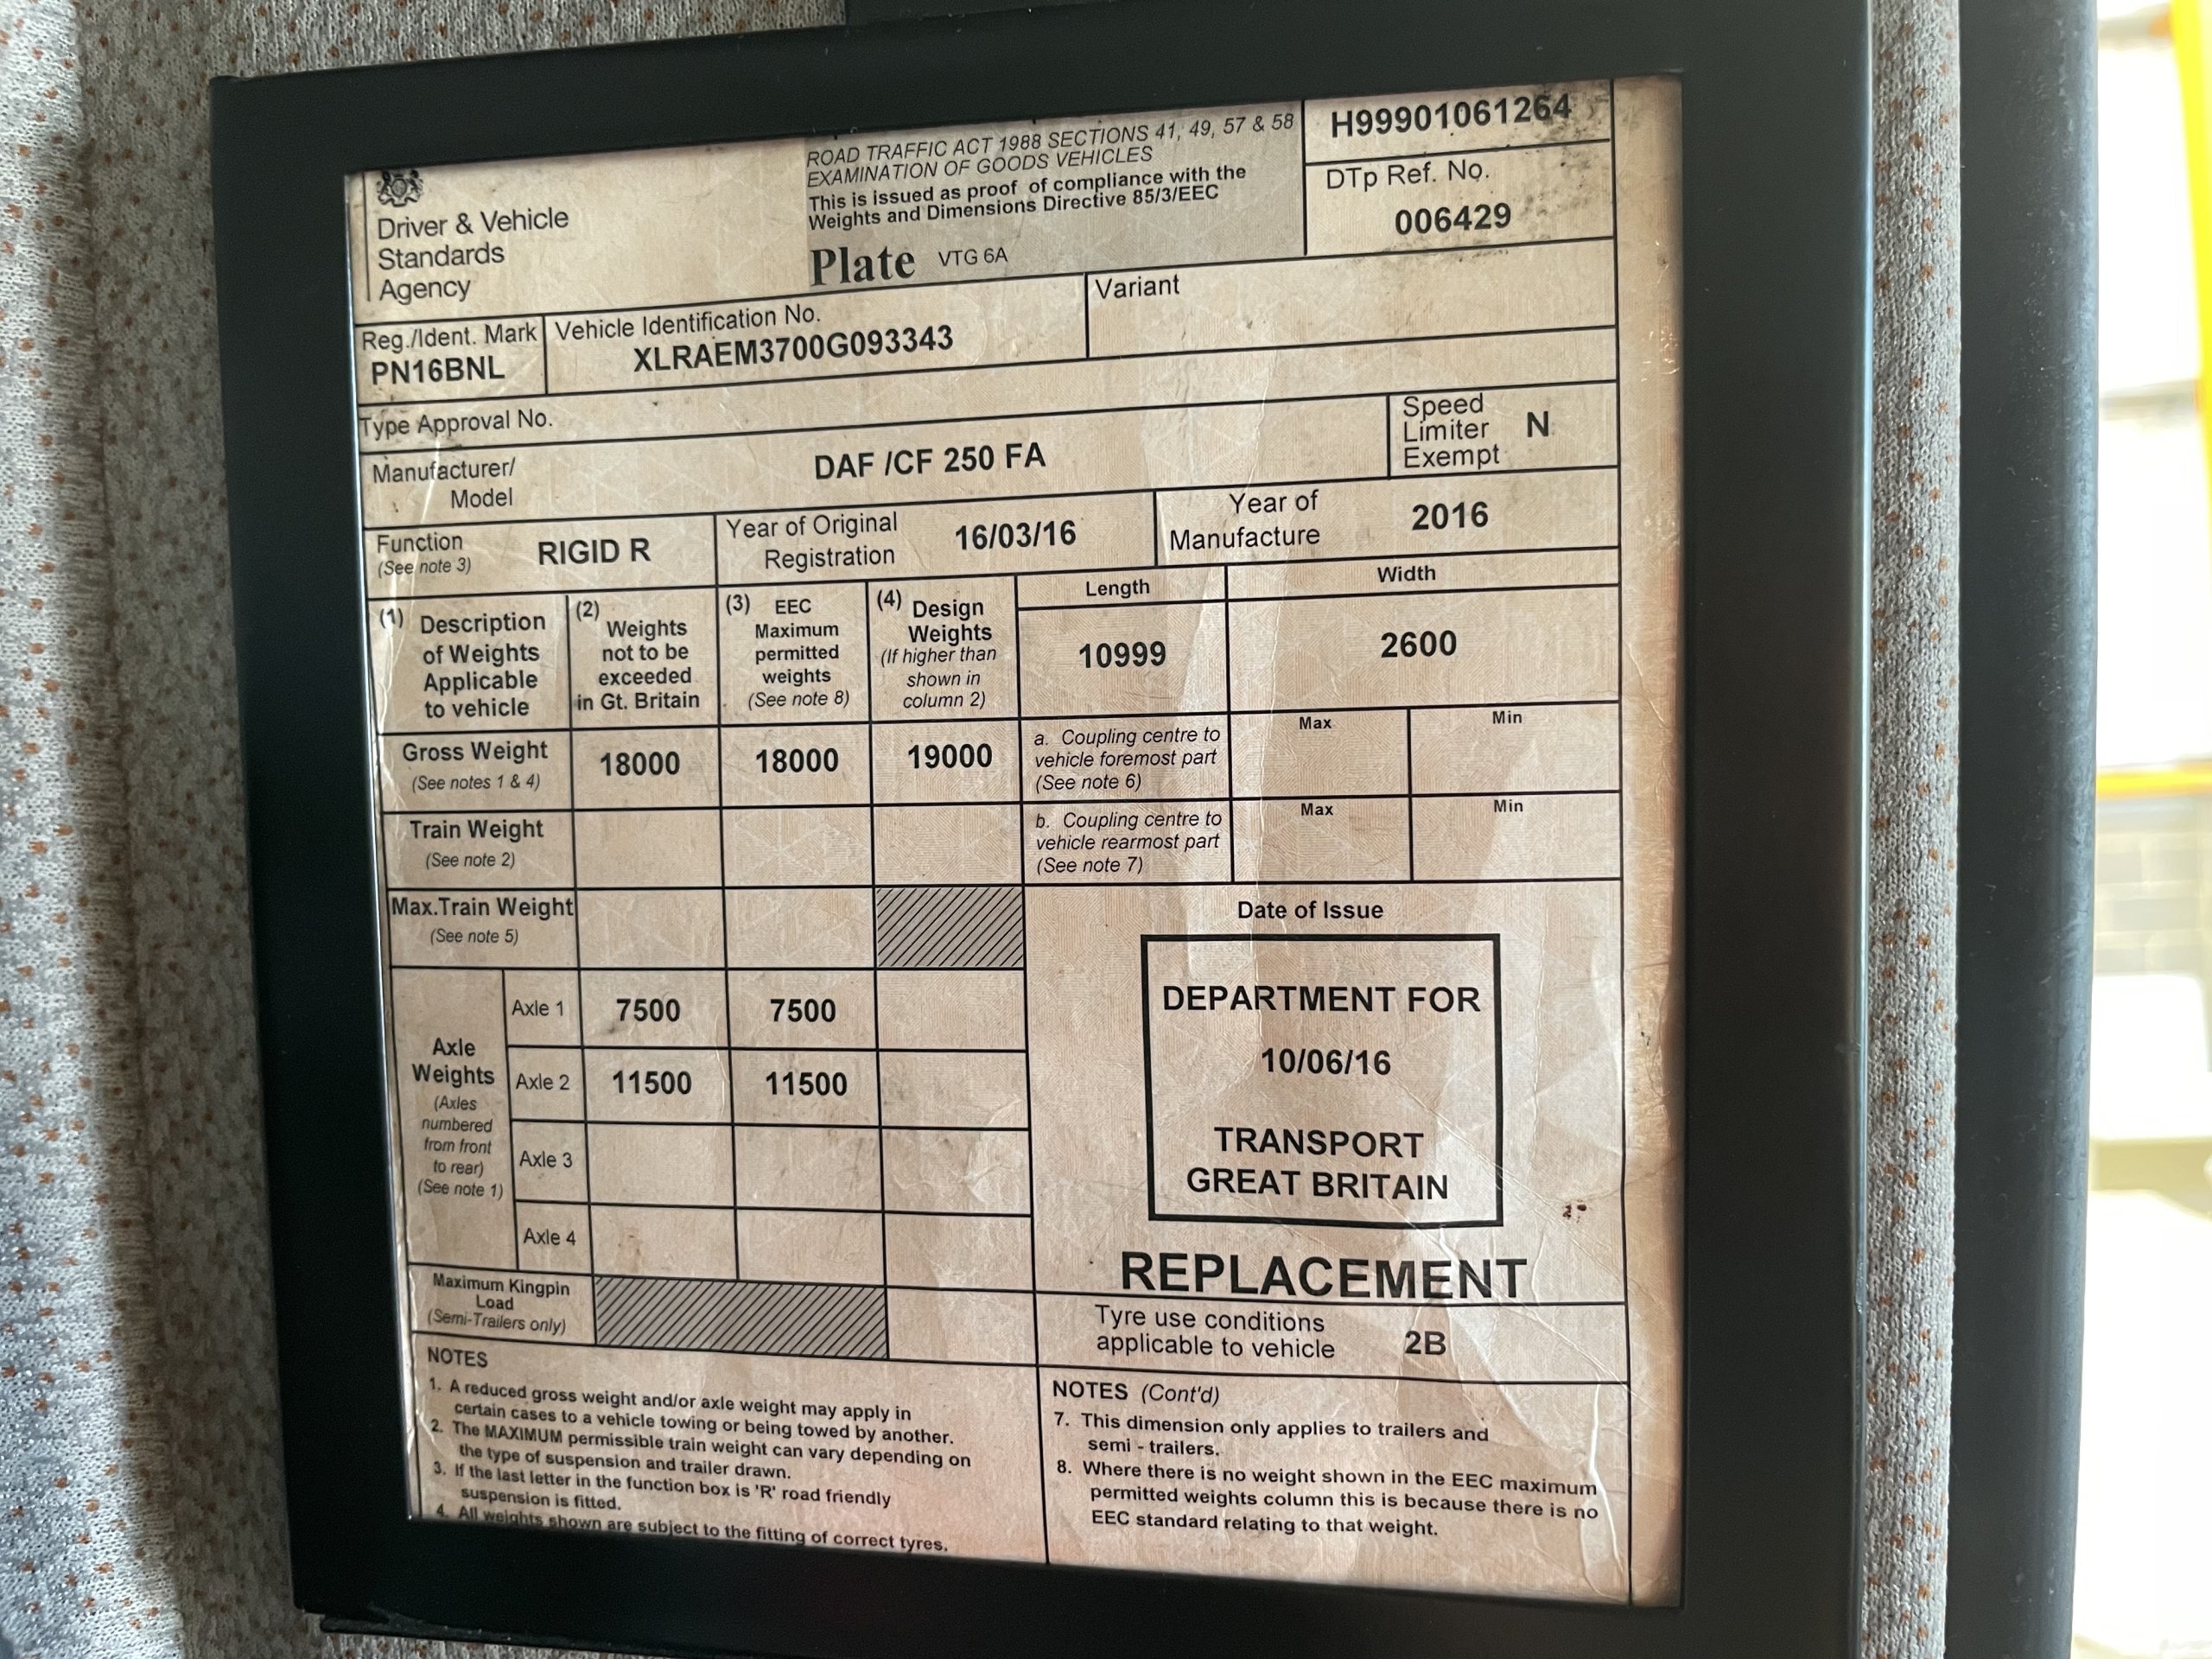 Driver & Vehicle
Standards
Agency
ROAD TRAFFIC ACT 1988 SECTIONS 41, 49, 57 & 58
EXAMINATION OF GOODS VEHICLES
This is issued as proof of compliance with the
Weights and Dimensions Directive 85/3/EEC
Plate VTG 6A
H99901061264
DTp Ref. No.
006429
Reg./Ident. Mark
PN16BNL
Vehicle Identification No.
XLRAEM3700G093343
Variant
Type Approval No.
Manufacturer/
Model
DAF /CF 250 FA
Speed
Limiter
Exempt
N
Function
(See note 3)
RIGID R
Year of Original
Registration
16/03/16
Year of
Manufacture
2016
(1) Description
of Weights
Applicable
to vehicle
(2) Weights
not to be
exceeded
in Gt. Britain
(3) EEC
Maximum
permitted
weights
(See note 8)
(4) Design
Weights
(If higher than
shown in
column 2)
Length
10999
Width
2600
Gross Weight
(See notes 1 & 4)
18000
18000
19000
a. Coupling centre to
vehicle foremost part
(See note 6)
Max
Min
Train Weight
(See note 2)
b. Coupling centre to
vehicle rearmost part
(See note 7)
Max
Min
Max.Train Weight
(See note 5)
Axle
Weights
(Axles
numbered
from front
to rear)
(See note 1)
Axle 1
7500
7500
Axle 2
11500
11500
Axle 3
Axle 4
Maximum Kingpin
Load
(Semi-Trailers only)
Date of Issue
DEPARTMENT FOR
10/06/16
TRANSPORT
GREAT BRITAIN
REPLACEMENT
Tyre use conditions
applicable to vehicle
2B
NOTES
1. A reduced gross weight and/or axle weight may apply in
certain cases to a vehicle towing or being towed by another.
2. The MAXIMUM permissible train weight can vary depending on
the type of suspension and trailer drawn.
3. If the last letter in the function box is 'R' road friendly
suspension is fitted.
4. All weights shown are subject to the fitting of correct tyres.
NOTES (Cont'd)
7. This dimension only applies to trailers and
semi - trailers.
8. Where there is no weight shown in the EEC maximum
permitted weights column this is because there is no
EEC standard relating to that weight.